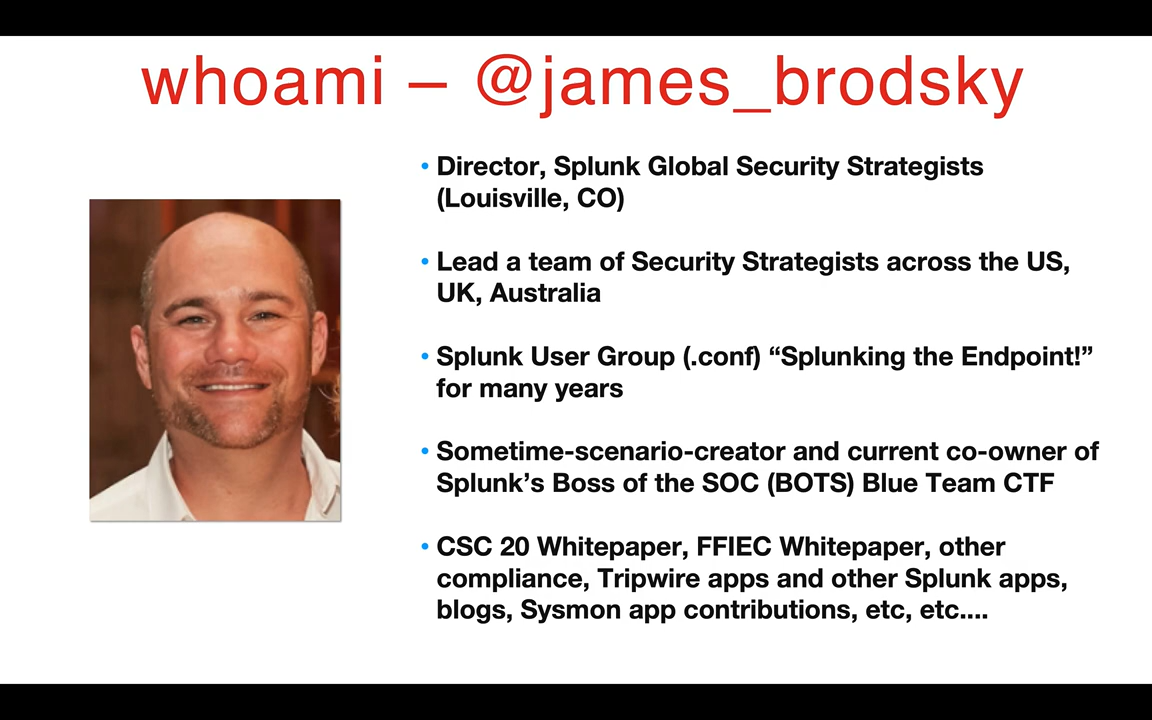 whoami – @james_brodsky
• Director, Splunk Global Security Strategists
(Louisville, CO)
• Lead a team of Security Strategists across the US,
UK, Australia
• Splunk User Group (.conf) “Splunking the Endpoint!”
for many years
• Sometime-scenario-creator and current co-owner of
Splunk’s Boss of the SOC (BOTS) Blue Team CTF
• CSC 20 Whitepaper, FFIEC Whitepaper, other
compliance, Tripwire apps and other Splunk apps,
blogs, Sysmon app contributions, etc, etc....